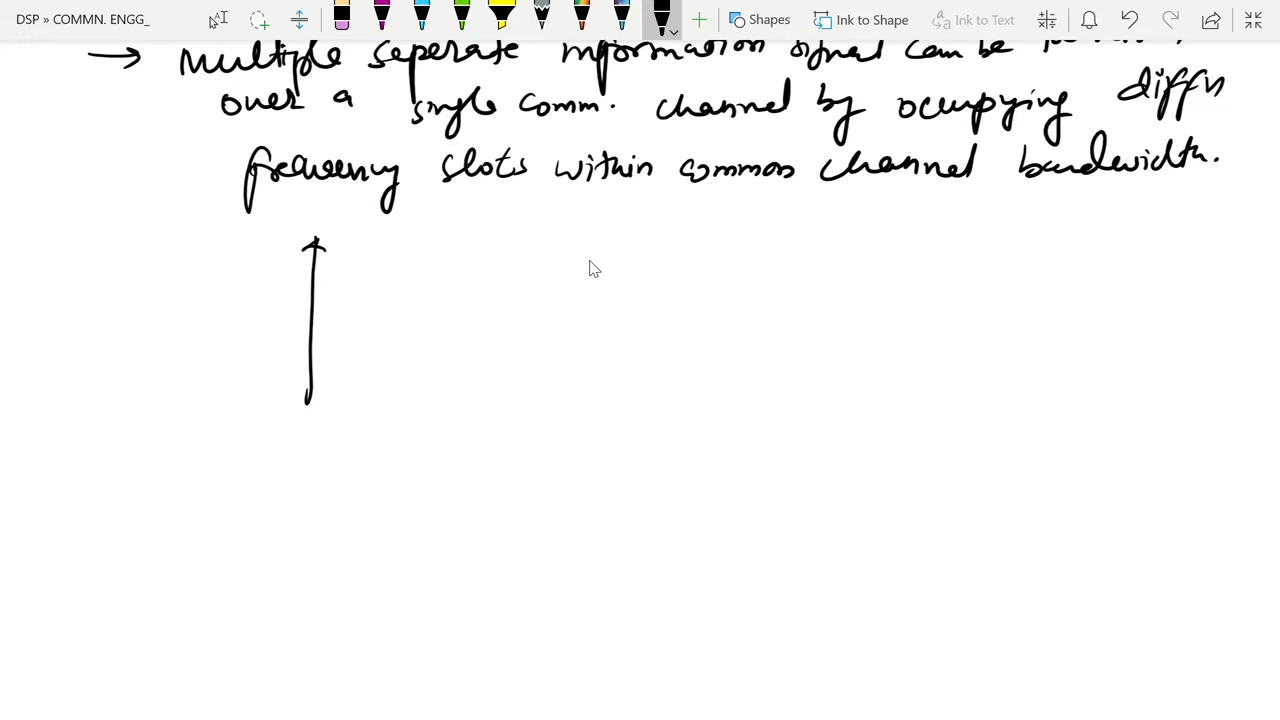 DSP » COMMN. ENGG_
Shapes
Ink to Shape
Ink to Text
→ Multiple seperate information signal can be
over a single comm. channel by occupying
frequency slots within common channel bandwidth.